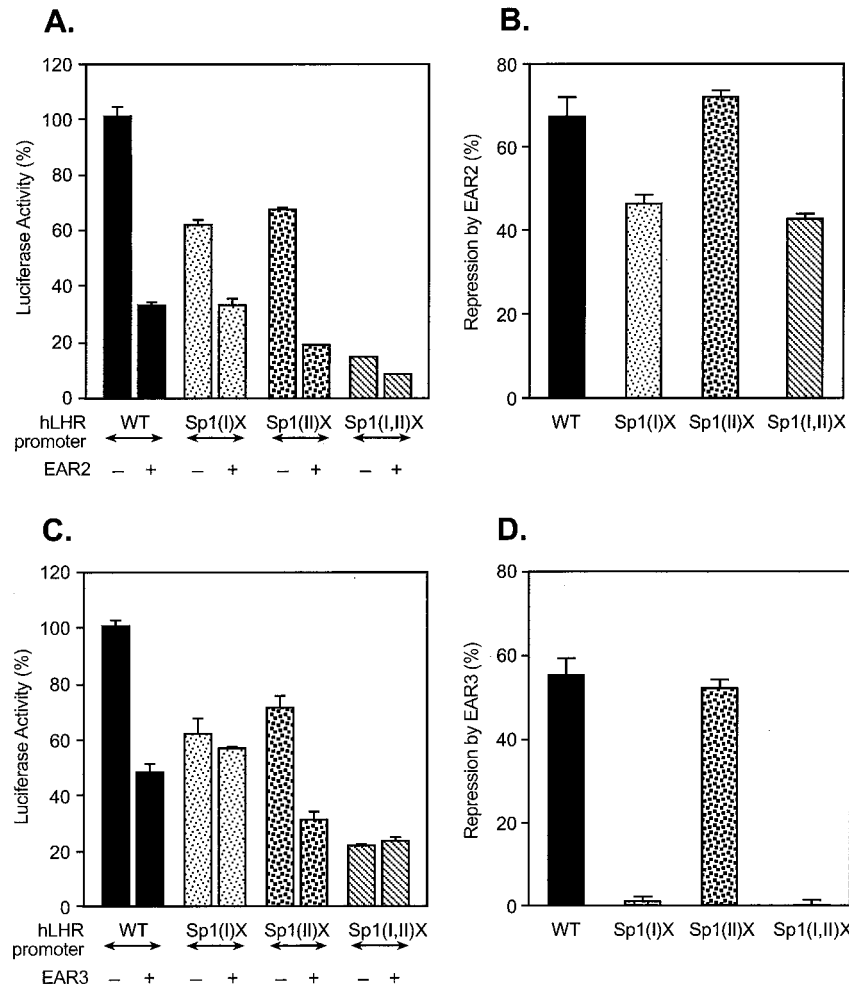 A.
Luciferase Activity (%)
120
100
80
60
40
20
0
hLHR promoter
WT
Sp1(I)X
Sp1(II)X
Sp1(I,II)X
EAR2
– + – + – + – +
B.
Repression by EAR2 (%)
80
60
40
20
0
WT
Sp1(I)X
Sp1(II)X
Sp1(I,II)X
C.
Luciferase Activity (%)
120
100
80
60
40
20
0
hLHR promoter
WT
Sp1(I)X
Sp1(II)X
Sp1(I,II)X
EAR3
– + – + – + – +
D.
Repression by EAR3 (%)
80
60
40
20
0
WT
Sp1(I)X
Sp1(II)X
Sp1(I,II)X